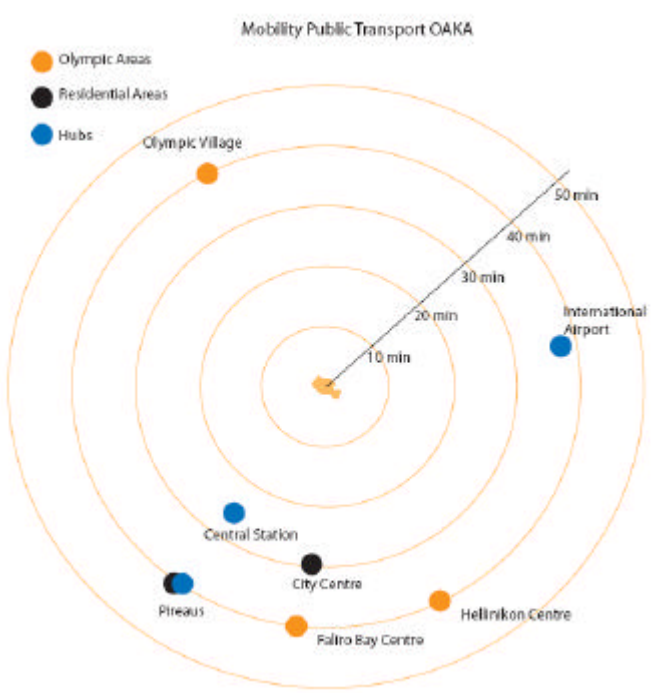 Mobility Public Transport OAKA
Olympic Areas
Residential Areas
Hubs
Olympic Village
50 min
40 min
30 min
20 min
10 min
International
Airport
Central Station
City Centre
Pireaus
Faliro Bay Centre
Hellinikon Centre